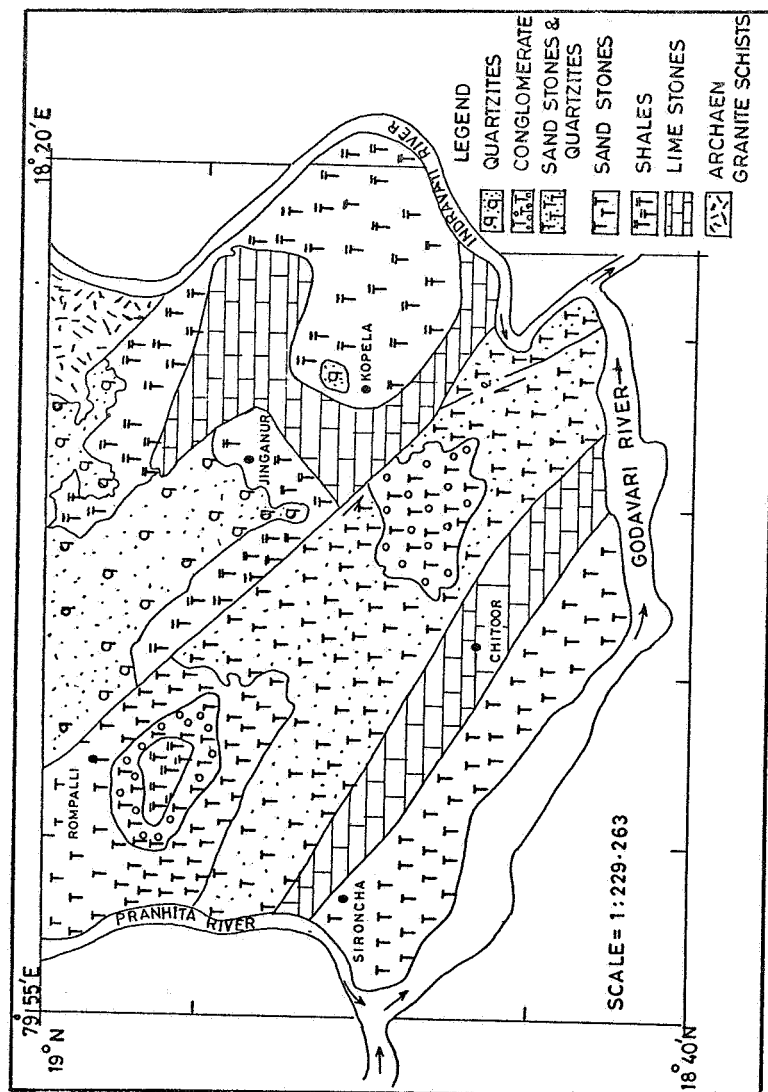 79°55'E
18°20'E
19°N
18°40'N
ROMPALLI
PRANHITA
RIVER
SIRONCHA
CHITOOR
JINGANUR
KOPELA
INDRAVATI RIVER
GODAVARI RIVER
SCALE = 1:229·263
LEGEND
q q QUARTZITES
CONGLOMERATE
SAND STONES &
QUARTZITES
SAND STONES
SHALES
LIME STONES
ARCHAEN
GRANITE SCHISTS